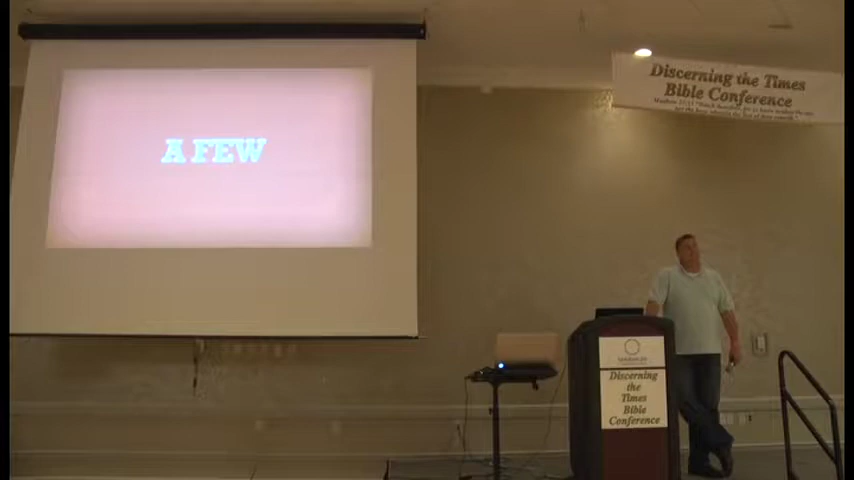 A FEW
Discerning the Times
Bible Conference
Discerning
the
Times
Bible
Conference